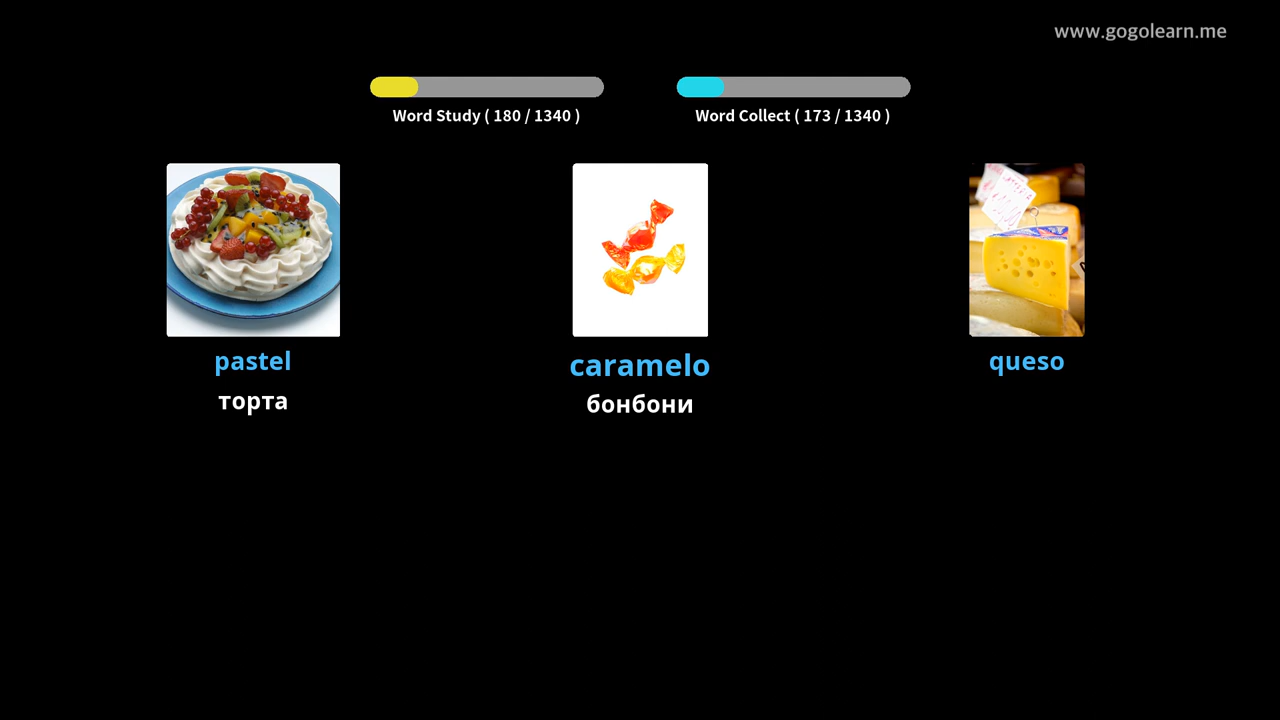 www.gogolearn.me
Word Study ( 180 / 1340 )
Word Collect ( 173 / 1340 )
pastel
caramelo
queso
торта
бонбони